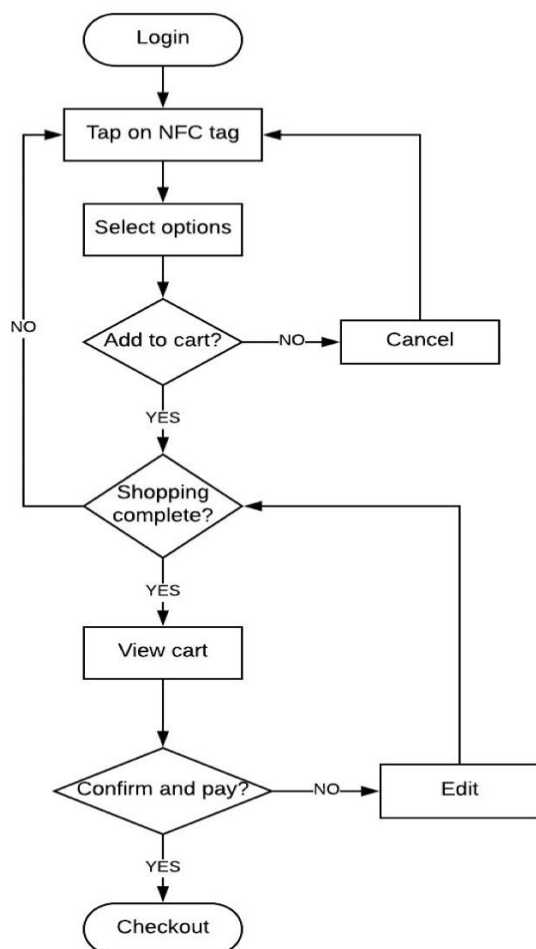 Login
Tap on NFC tag
Select options
NO
Add to cart?
NO
Cancel
YES
Shopping
complete?
YES
View cart
Confirm and pay?
NO
Edit
YES
Checkout